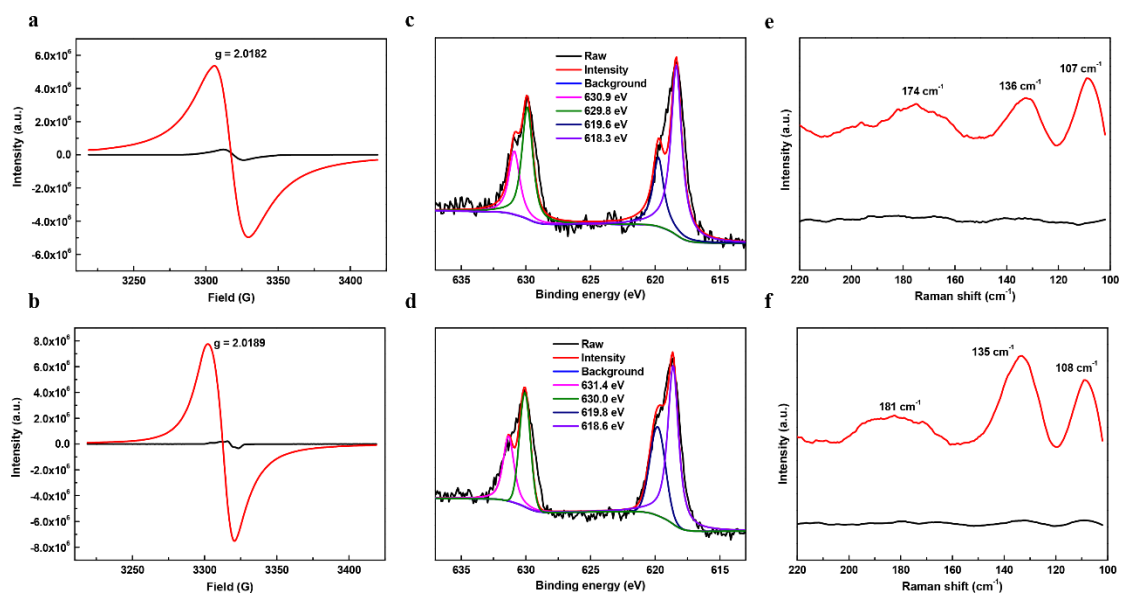 a
g = 2.0182
6.0x10⁶
4.0x10⁶
2.0x10⁶
0.0
-2.0x10⁶
-4.0x10⁶
-6.0x10⁶
Intensity (a.u.)
3250 3300 3350 3400
Field (G)
c
Raw
Intensity
Background
630.9 eV
629.8 eV
619.6 eV
618.3 eV
Intensity (a.u.)
635 630 625 620 615
Binding energy (eV)
e
174 cm⁻¹
136 cm⁻¹
107 cm⁻¹
Intensity (a.u.)
220 200 180 160 140 120 100
Raman shift (cm⁻¹)
b
g = 2.0189
8.0x10⁶
6.0x10⁶
4.0x10⁶
2.0x10⁶
0.0
-2.0x10⁶
-4.0x10⁶
-6.0x10⁶
-8.0x10⁶
Intensity (a.u.)
3250 3300 3350 3400
Field (G)
d
Raw
Intensity
Background
631.4 eV
630.0 eV
619.8 eV
618.6 eV
Intensity (a.u.)
635 630 625 620 615
Binding energy (eV)
f
181 cm⁻¹
135 cm⁻¹
108 cm⁻¹
Intensity (a.u.)
220 200 180 160 140 120 100
Raman shift (cm⁻¹)